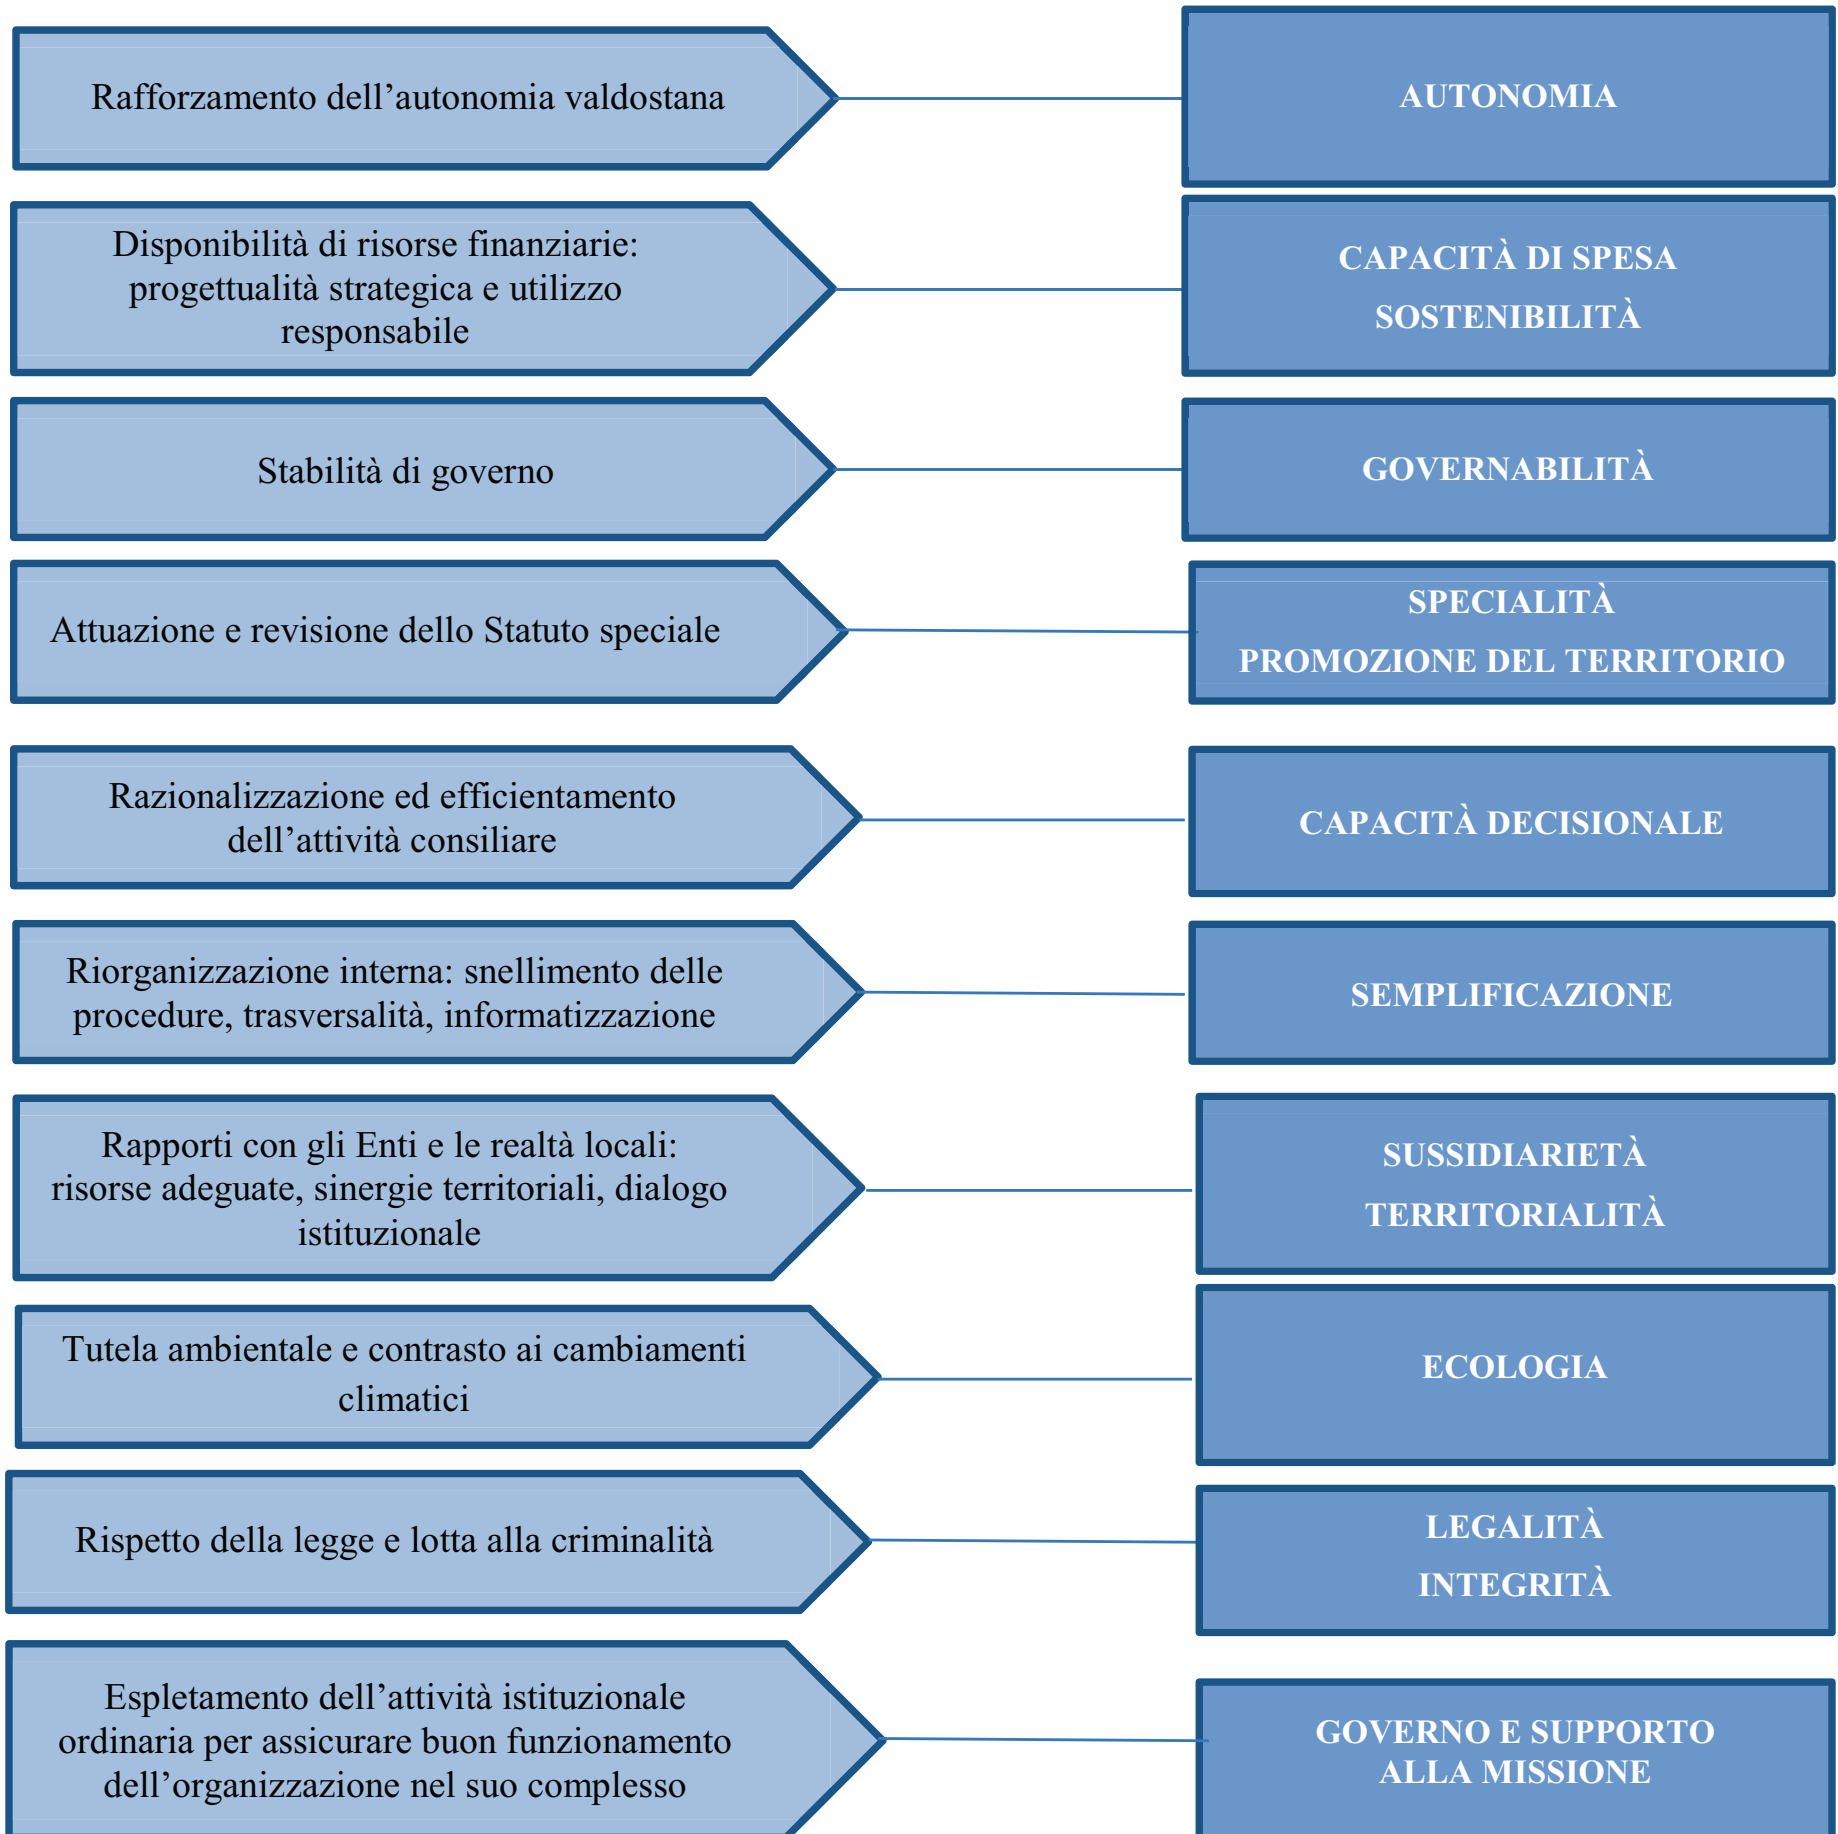 Rafforzamento dell’autonomia valdostana
AUTONOMIA
Disponibilità di risorse finanziarie:
progettualità strategica e utilizzo
responsabile
CAPACITÀ DI SPESA
SOSTENIBILITÀ
Stabilità di governo
GOVERNABILITÀ
Attuazione e revisione dello Statuto speciale
SPECIALITÀ
PROMOZIONE DEL TERRITORIO
Razionalizzazione ed efficientamento
dell’attività consiliare
CAPACITÀ DECISIONALE
Riorganizzazione interna: snellimento delle
procedure, trasversalità, informatizzazione
SEMPLIFICAZIONE
Rapporti con gli Enti e le realtà locali:
risorse adeguate, sinergie territoriali, dialogo
istituzionale
SUSSIDIARIETÀ
TERRITORIALITÀ
Tutela ambientale e contrasto ai cambiamenti
climatici
ECOLOGIA
Rispetto della legge e lotta alla criminalità
LEGALITÀ
INTEGRITÀ
Espletamento dell’attività istituzionale
ordinaria per assicurare buon funzionamento
dell’organizzazione nel suo complesso
GOVERNO E SUPPORTO
ALLA MISSIONE